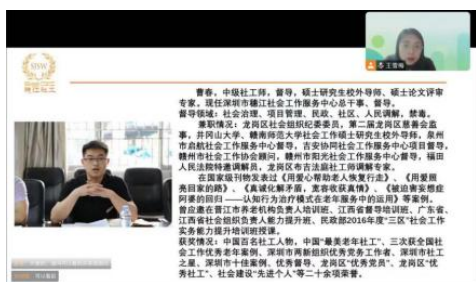 王雪梅
曹春，中级社工师，督导，硕士研究生校外导师、硕士论文评审
专家。现任深圳市穗江社会工作服务中心总干事、督导。
督导领域：社会治理、项目管理、民政、社区、人民调解、禁毒。
兼职情况：龙岗区社会组织纪委委员，第二届龙岗区慈善会监
事，井冈山大学、赣南师范大学社会工作硕士研究生校外导师，泉州
市启航社会工作服务中心督导，吉安协同社会工作服务中心项目督导，
赣州市社会工作协会顾问，赣州市阳光社会工作服务中心督导，福田
人民法院特邀调解员，龙岗区布吉法庭社工师调解专家。
在国家级刊物发表过《用爱心帮助老人恢复行走》、《用爱照
亮回家的路》、《真诚化解矛盾，宽容收获真情》、《被迫害妄想症
阿婆的回归——认知行为治疗模式在老年服务中的运用》等案例。
曾应邀在晋江市养老机构负责人培训班、江西省督导培训班、广东省、
江西省社会组织负责人能力提升班、民政部2016年度“三区”社会工作
实务能力提升培训班授课。
获奖情况：中国百名社工人物，中国“最美老年社工”、三次获全国社
会工作优秀老年案例、深圳市两新组织优秀党务工作者、深圳市社工
之星、深圳市十佳案例、优秀督导、龙岗区“优秀党员”、龙岗区“优
秀社工”、社会建设“先进个人”等二十余项荣誉。